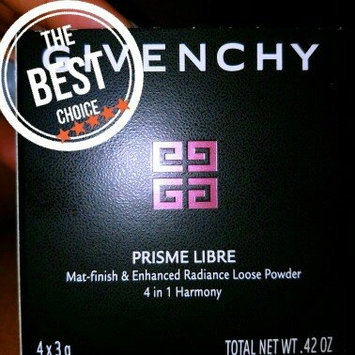 GIVENCHY
THE
BEST
CHOICE
PRISME LIBRE
Mat-finish & Enhanced Radiance Loose Powder
4 in 1 Harmony
4 x 3 g
TOTAL NET WT. .42 OZ